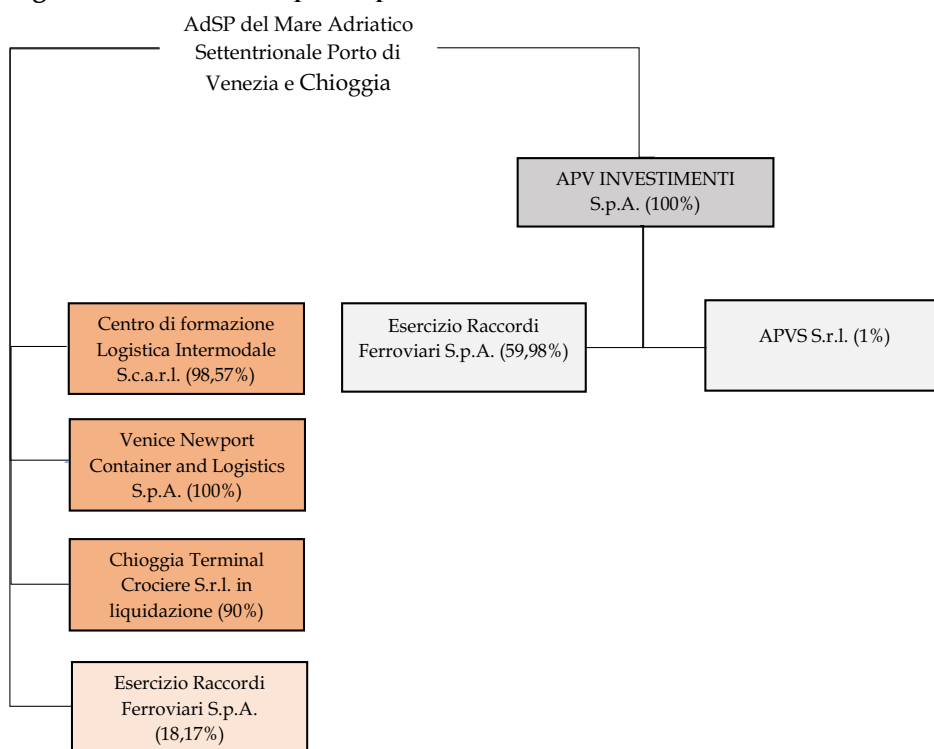 AdSP del Mare Adriatico
Settentrionale Porto di
Venezia e Chioggia
APV INVESTIMENTI
S.p.A. (100%)
Centro di formazione
Logistica Intermodale
S.c.a.r.l. (98,57%)
Esercizio Raccordi
Ferroviari S.p.A. (59,98%)
APVS S.r.l. (1%)
Venice Newport
Container and Logistics
S.p.A. (100%)
Chioggia Terminal
Crociere S.r.l. in
liquidazione (90%)
Esercizio Raccordi
Ferroviari S.p.A.
(18,17%)